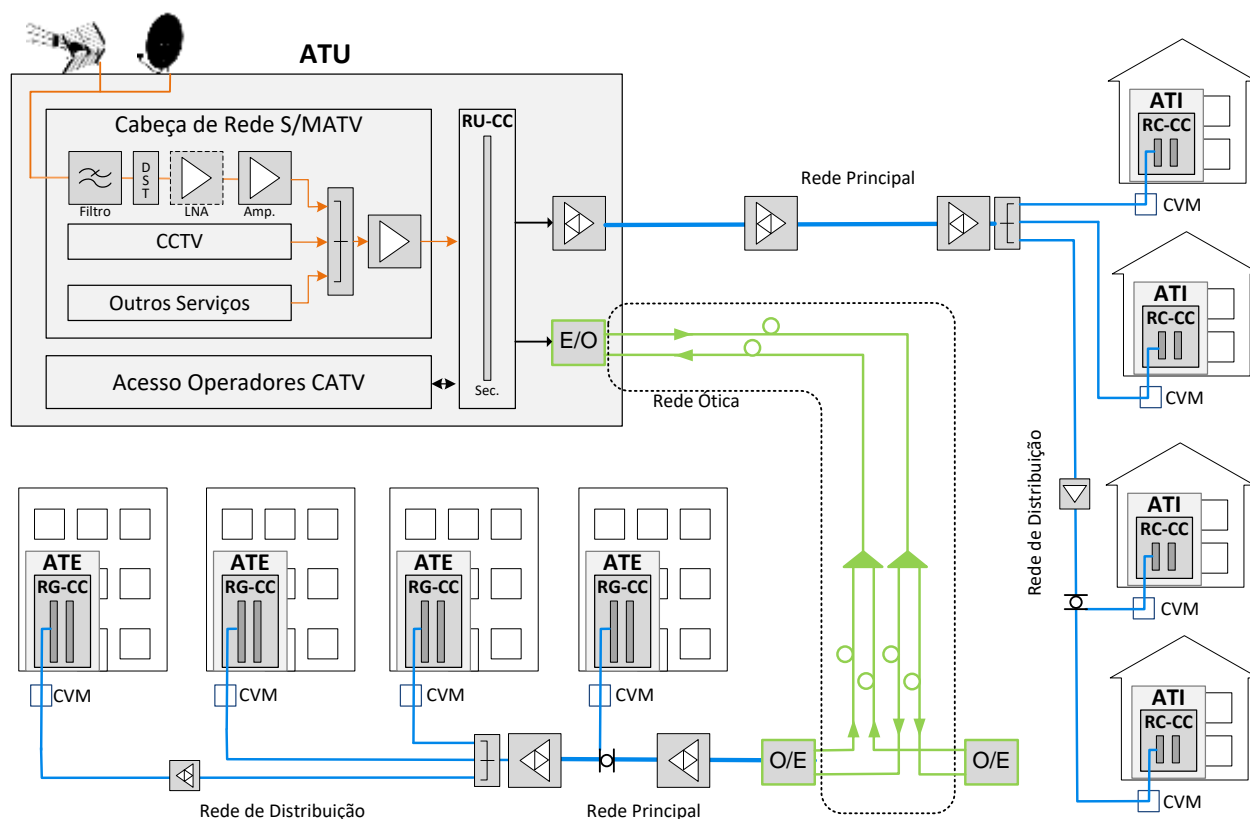 ATU
Cabeça de Rede S/MATV
RU-CC
D
S
T
Filtro
LNA
Amp.
CCTV
Outros Serviços
Acesso Operadores CATV
Sec.
E/O
Rede Ótica
Rede Principal
ATI
RC-CC
CVM
ATI
RC-CC
CVM
Rede de Distribuição
ATI
RC-CC
CVM
ATI
RC-CC
CVM
ATE
RG-CC
CVM
ATE
RG-CC
CVM
ATE
RG-CC
CVM
ATE
RG-CC
CVM
O/E
O/E
Rede de Distribuição
Rede Principal